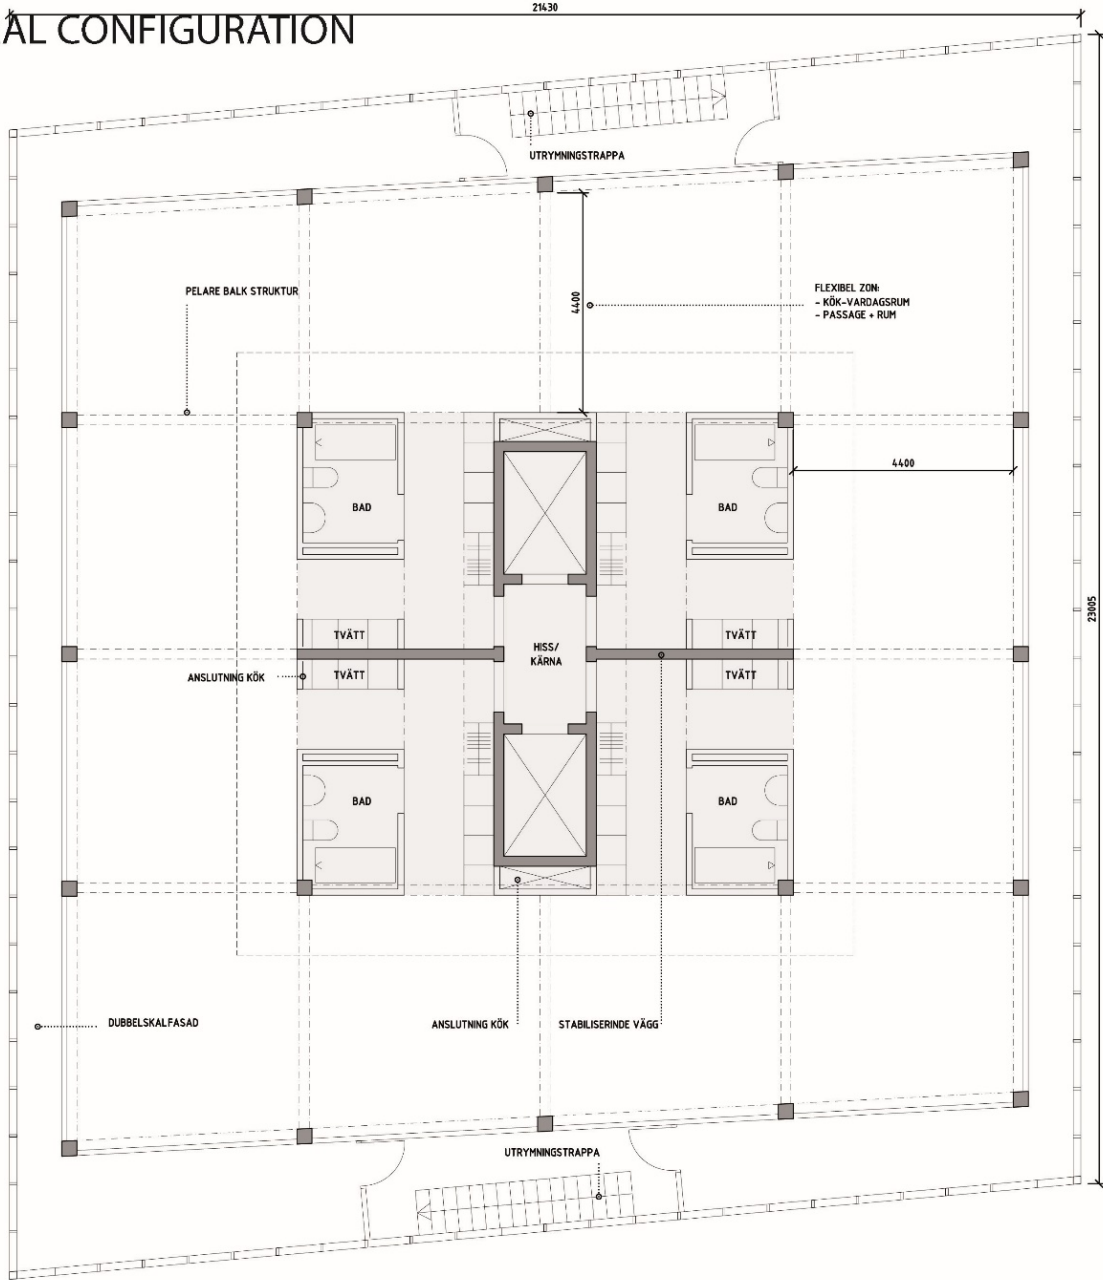 21430
AL CONFIGURATION
UTRYMNINGSTRAPPA
PELARE BALK STRUKTUR
4400
FLEXIBEL ZON:
- KÖK-VARDAGSRUM
- PASSAGE + RUM
4400
BAD
BAD
23005
TVÄTT
TVÄTT
HISS/
KÄRNA
ANSLUTNING KÖK
TVÄTT
TVÄTT
BAD
BAD
DUBBELSKALFASAD
ANSLUTNING KÖK
STABILISERINDE VÄGG
UTRYMNINGSTRAPPA